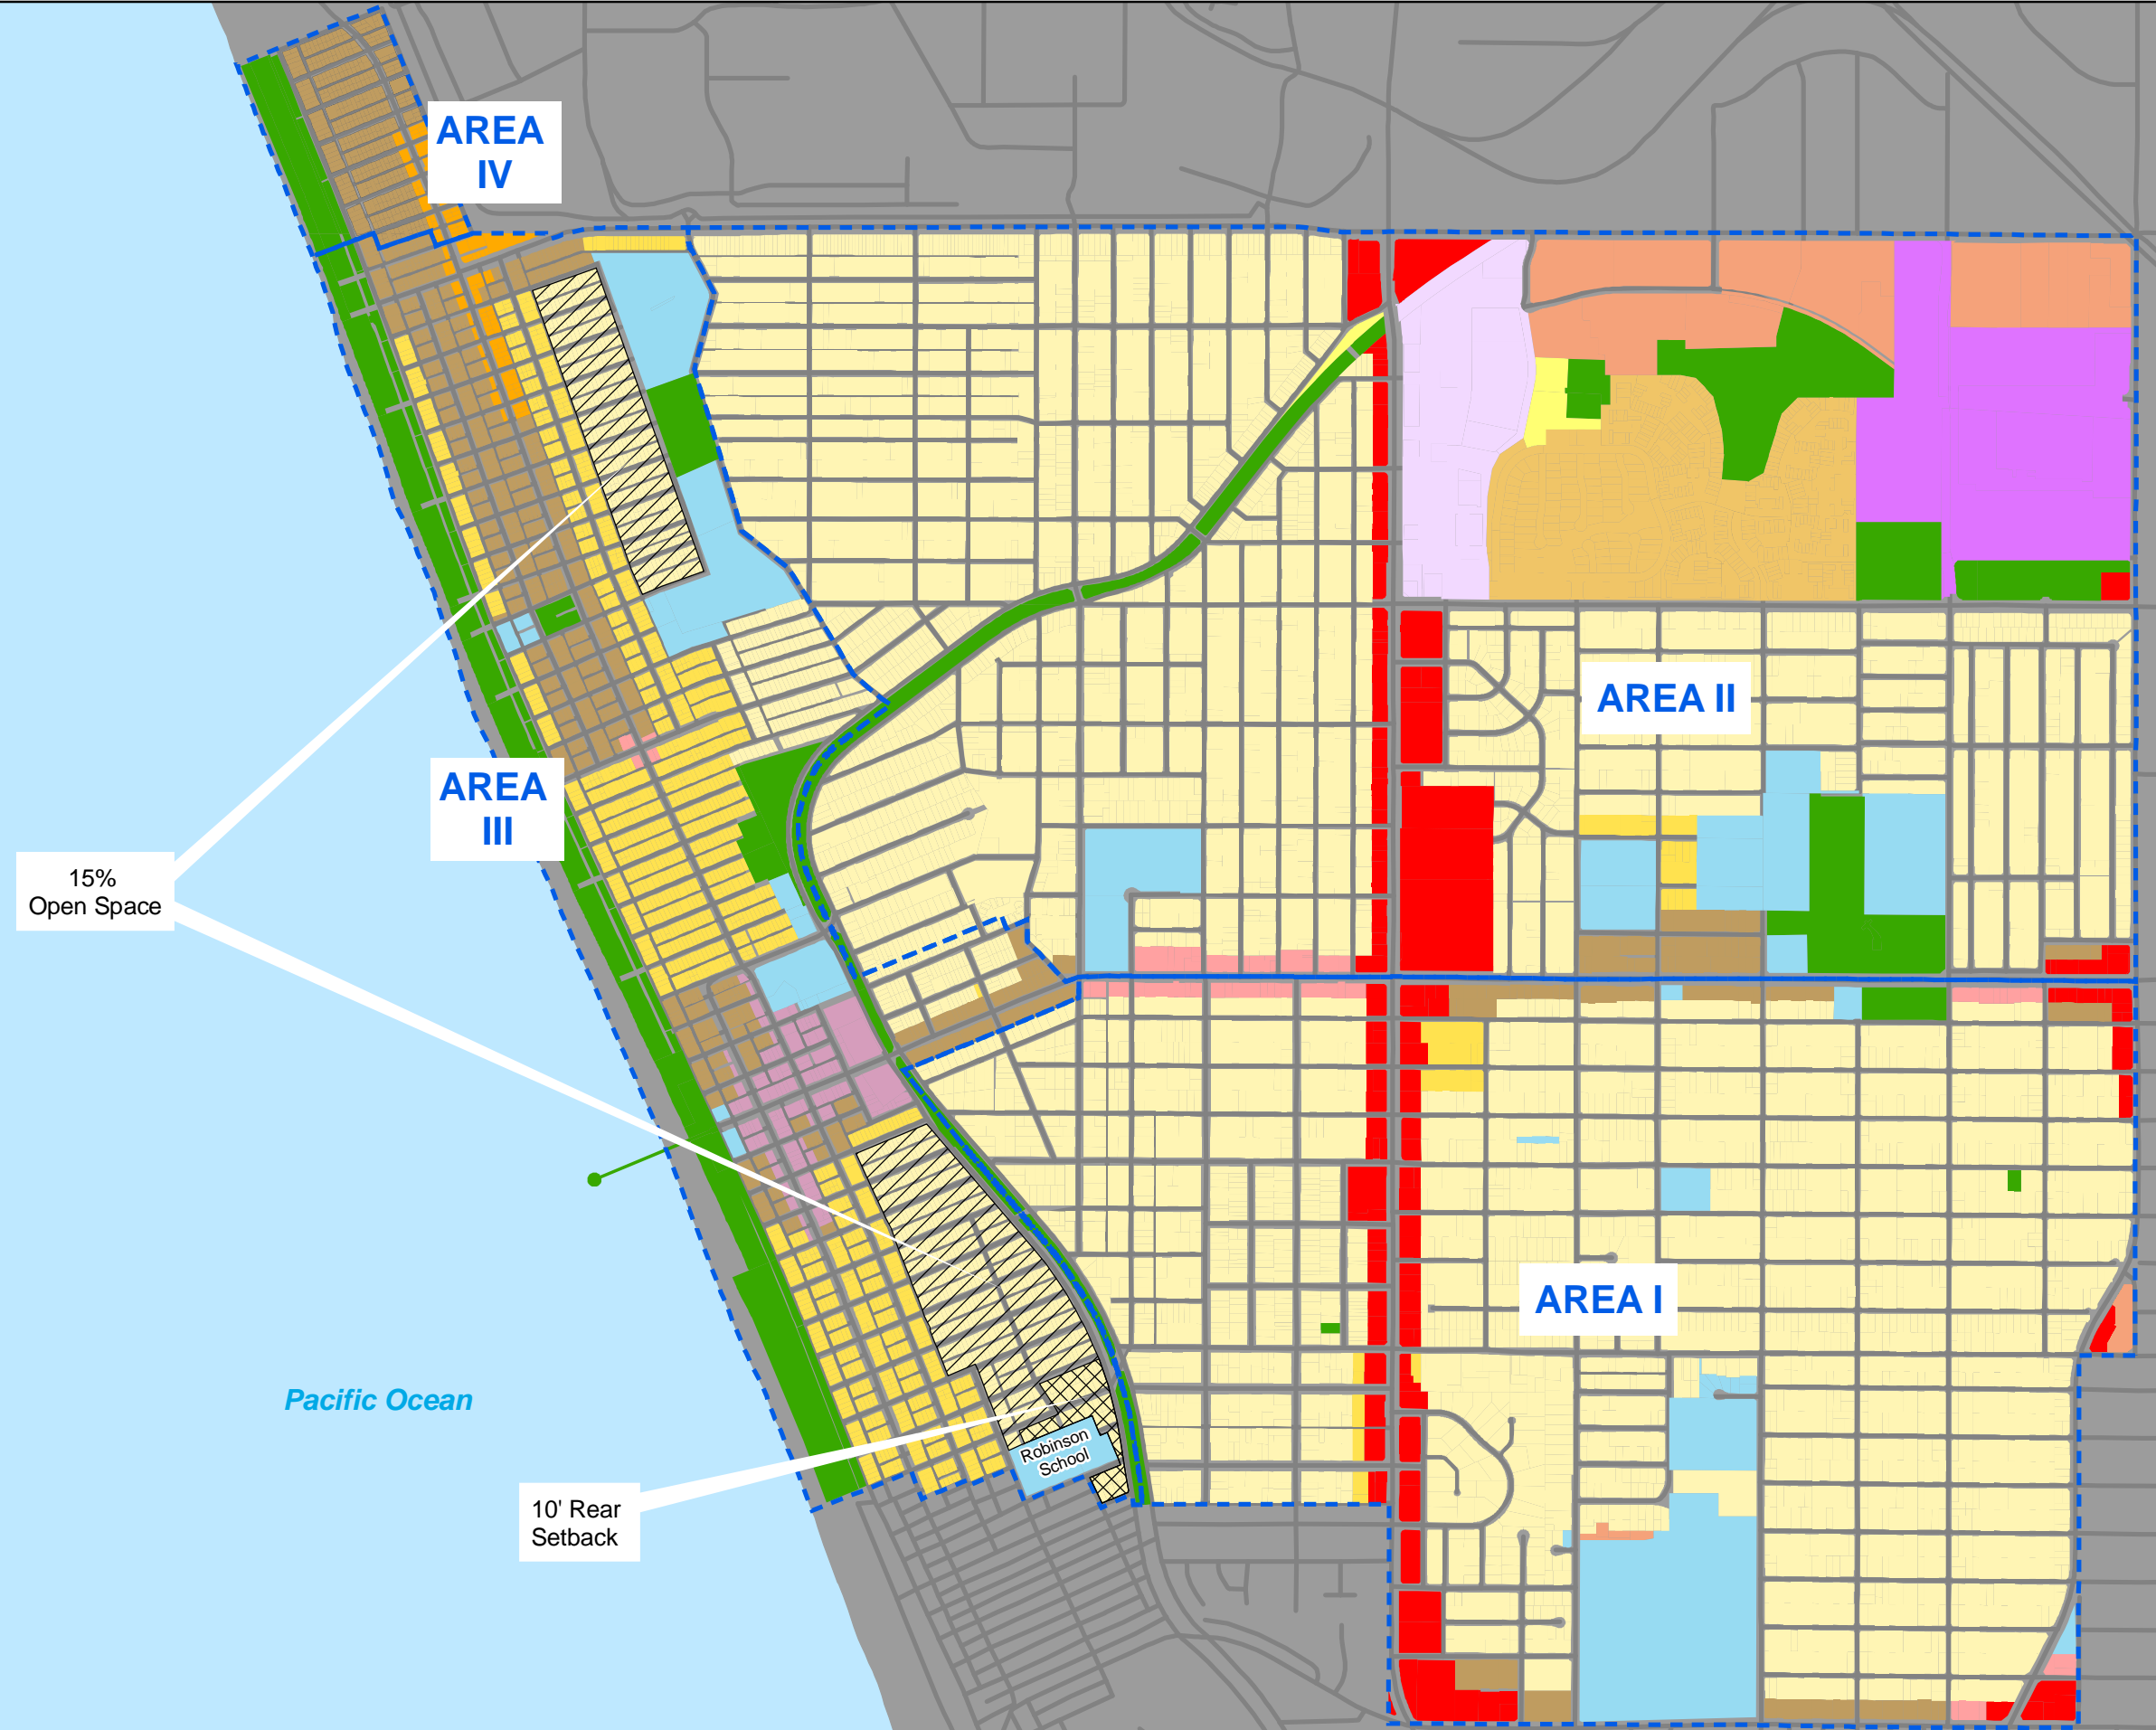 AREA
IV
AREA II
AREA
III
15%
Open Space
AREA I
Pacific Ocean
Robinson
School
10' Rear
Setback